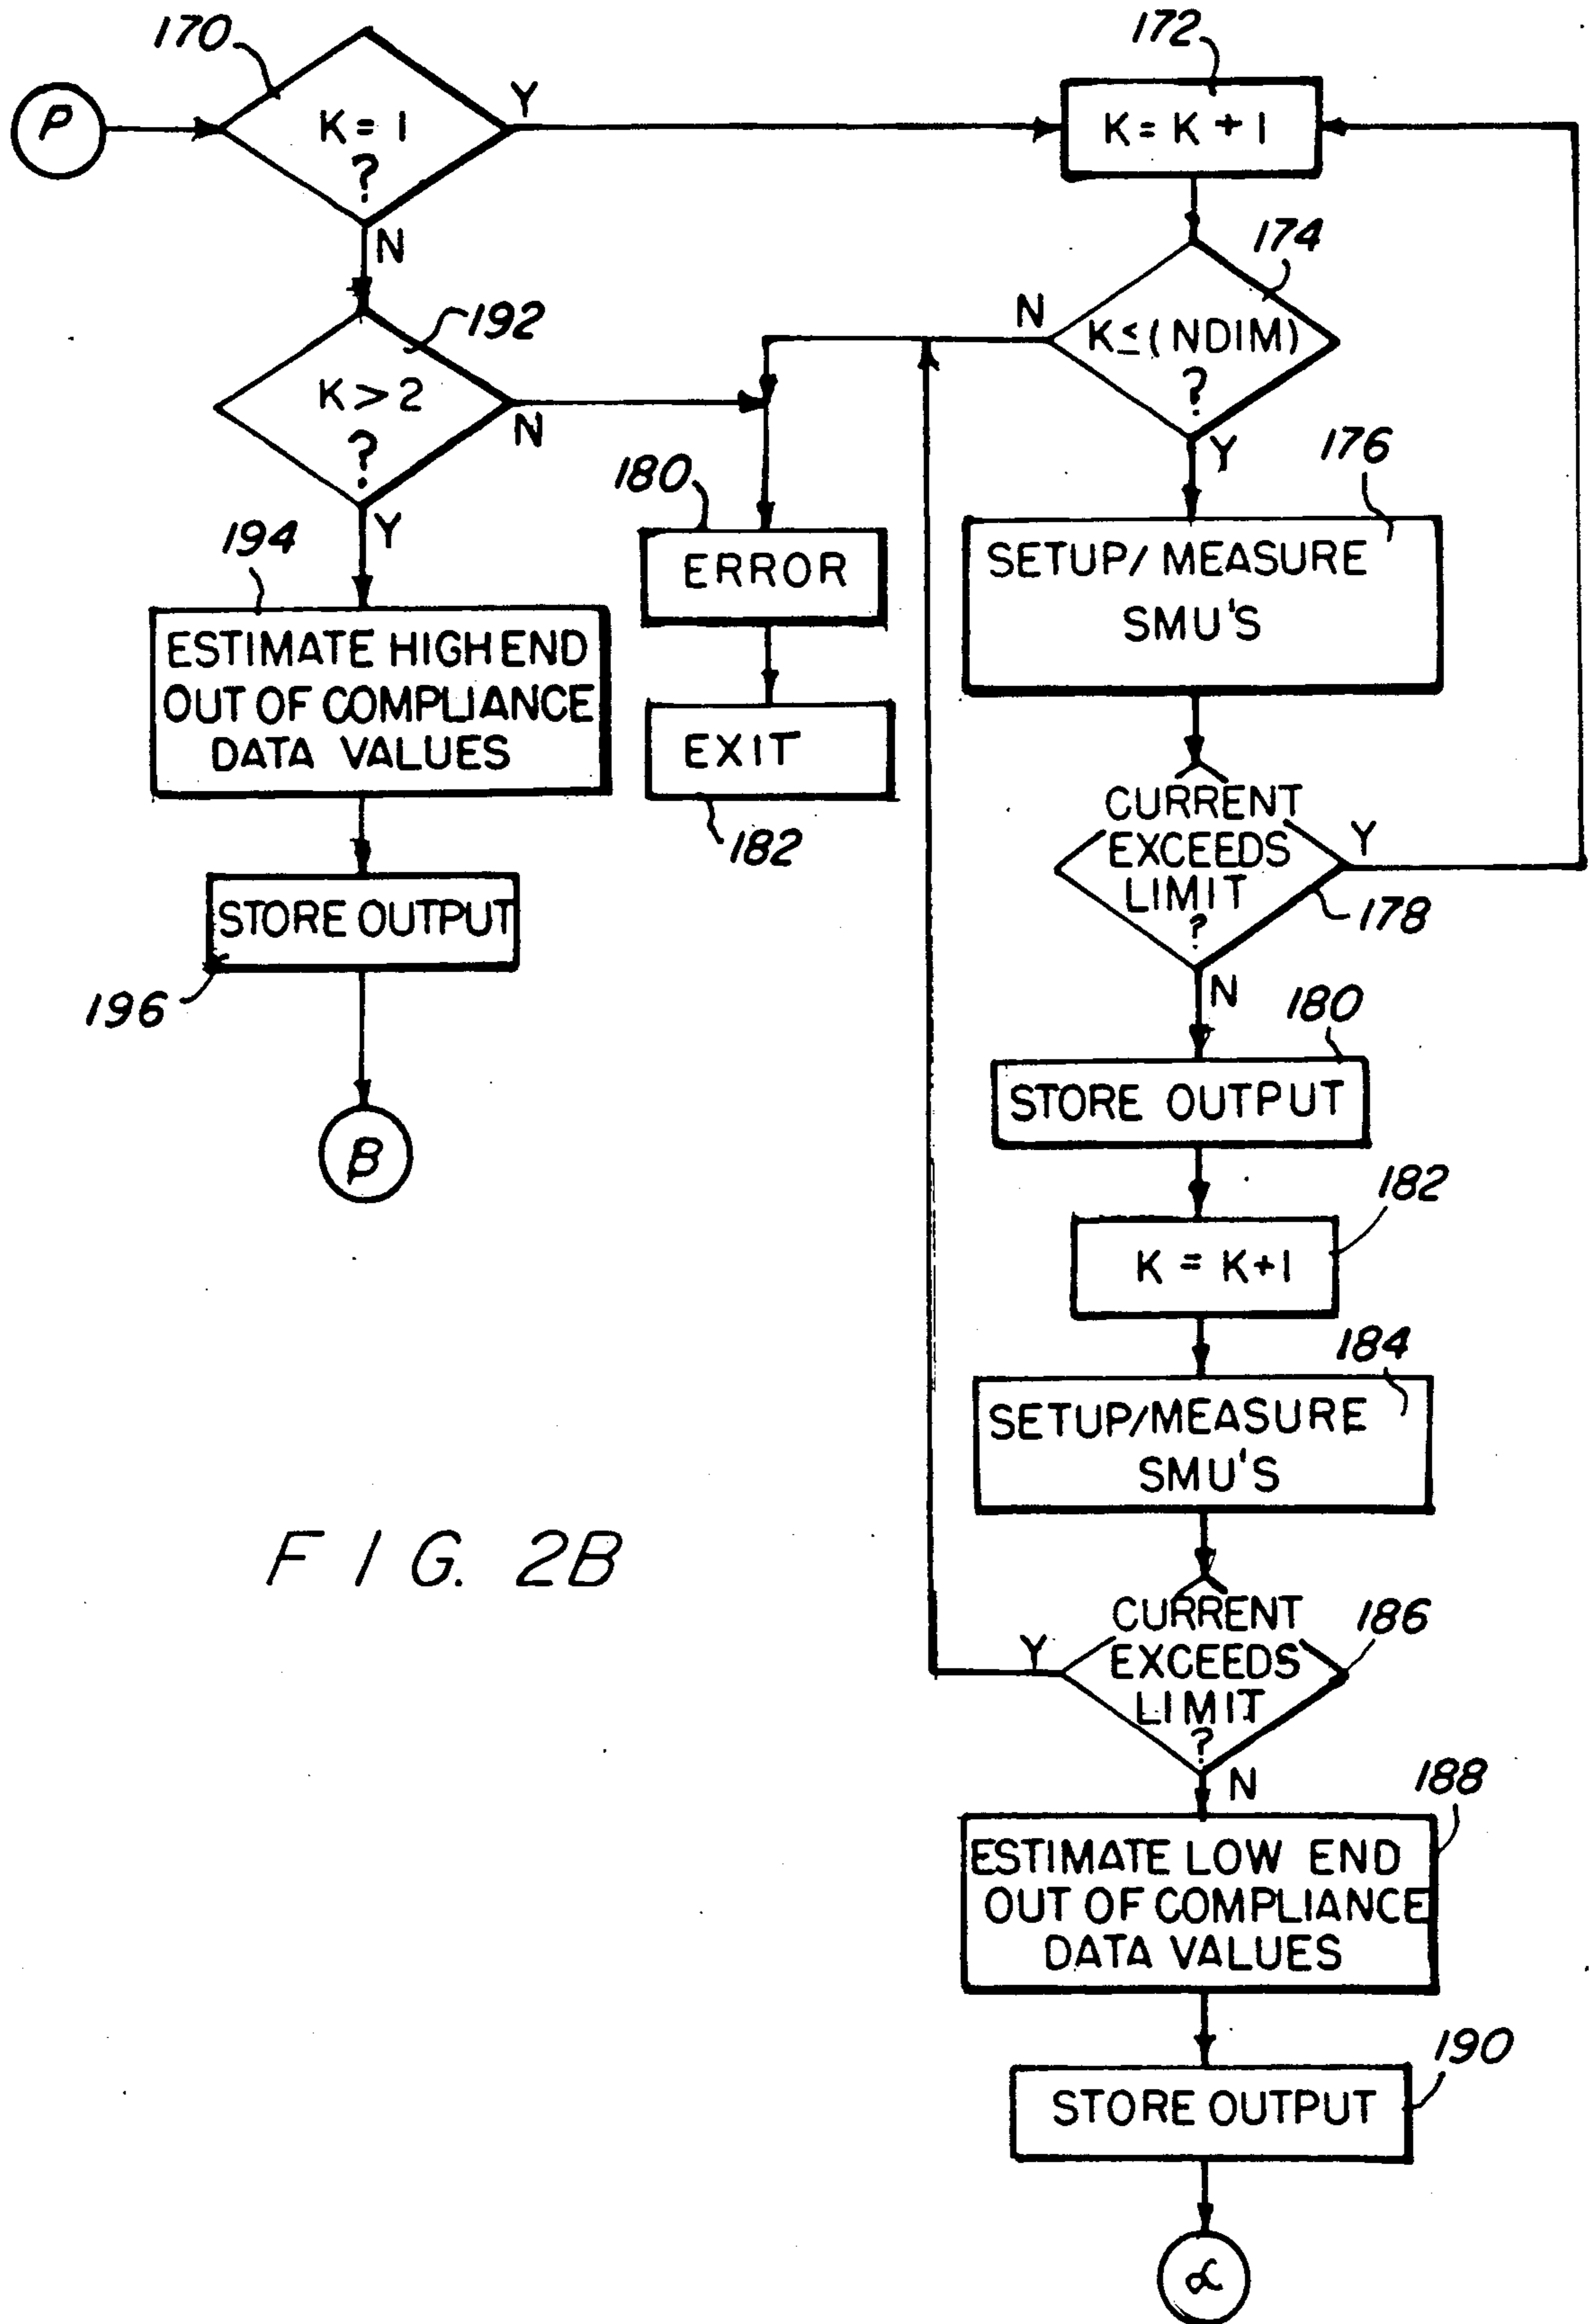 170
P
K = 1
?
Y
N
172
K = K + 1
174
K ≤ (NDIM)
?
N
Y
192
K > 2
?
N
Y
176
SETUP/ MEASURE
SMU'S
194
ESTIMATE HIGH END
OUT OF COMPLIANCE
DATA VALUES
180
ERROR
EXIT
182
CURRENT
EXCEEDS
LIMIT
?
Y
178
N
STORE OUTPUT
196
β
180
STORE OUTPUT
182
K = K+1
184
SETUP/MEASURE
SMU'S
CURRENT
EXCEEDS
LIMIT
?
Y
186
N
188
ESTIMATE LOW END
OUT OF COMPLIANCE
DATA VALUES
190
STORE OUTPUT
α
FIG. 2B